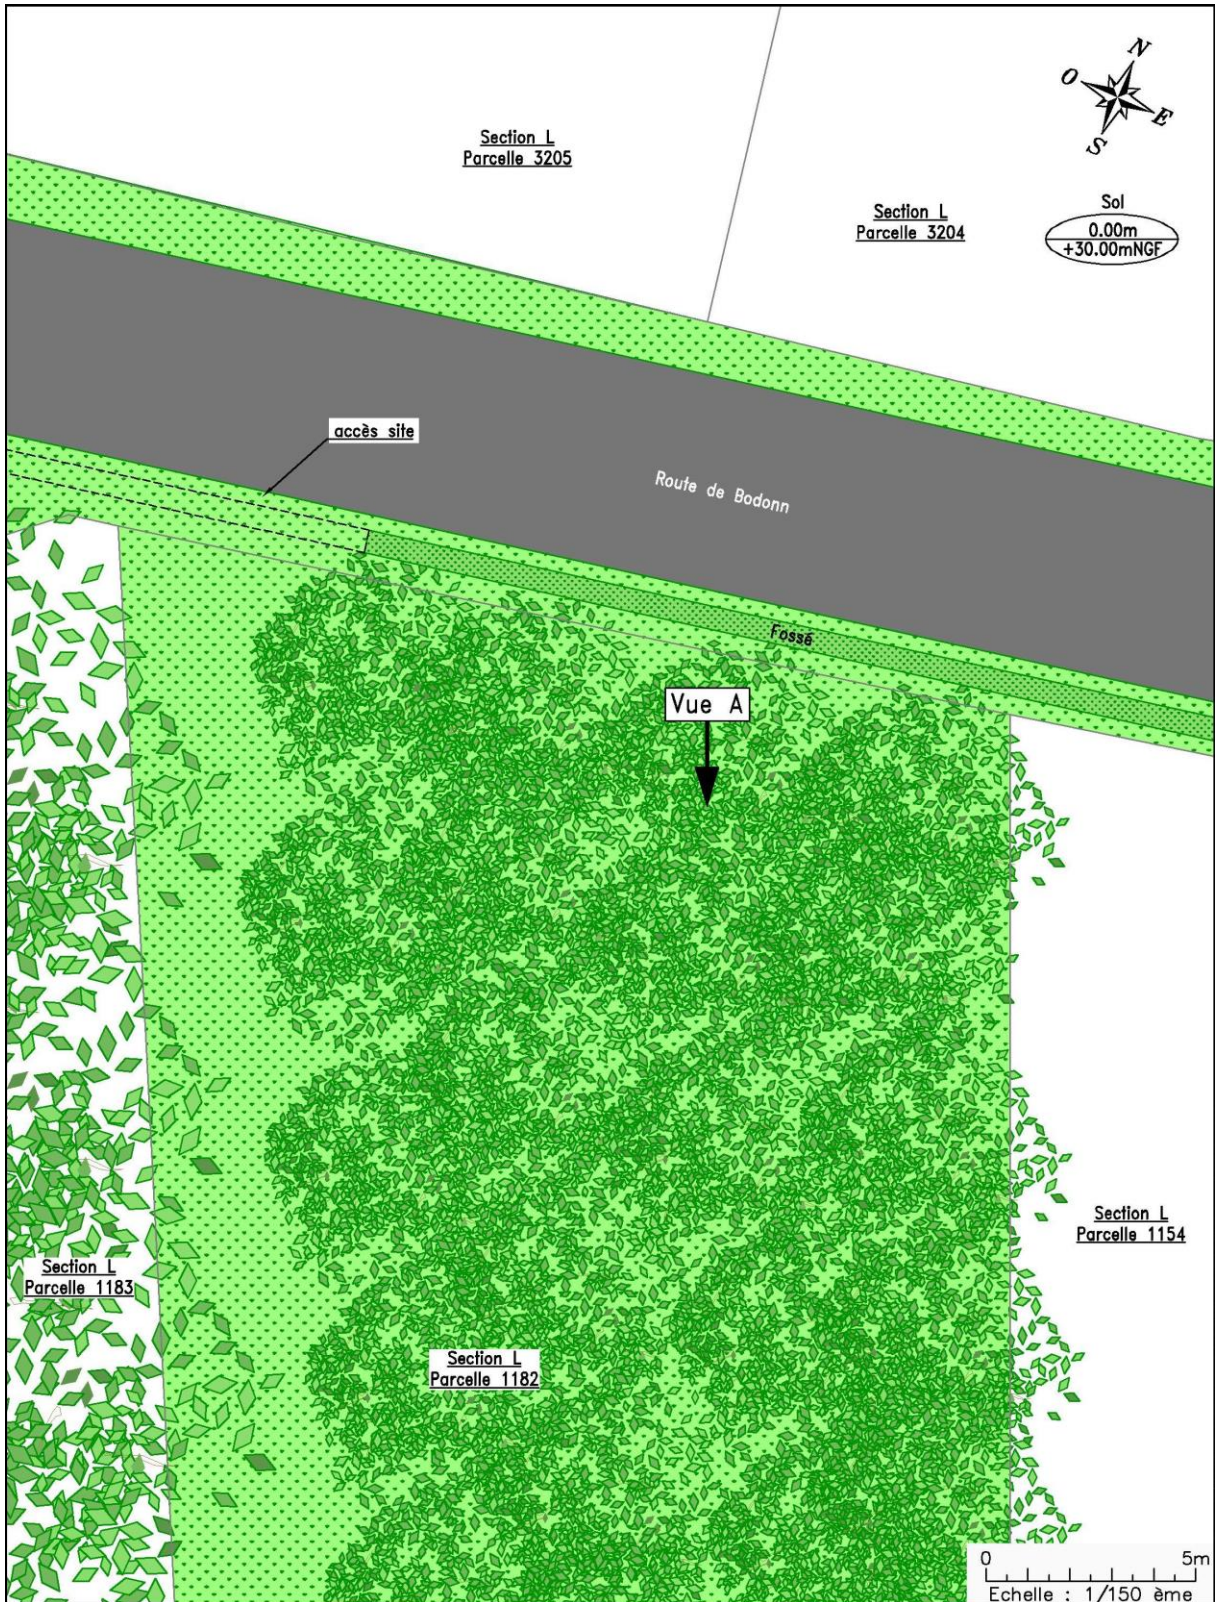 N
O
E
S
Section L
Parcelle 3205
Section L
Parcelle 3204
Sol
0.00m
+30.00mNGF
accès site
Route de Bodonn
Fossé
Vue A
Section L
Parcelle 1154
Section L
Parcelle 1183
Section L
Parcelle 1182
0 5m
Echelle : 1/150 ème